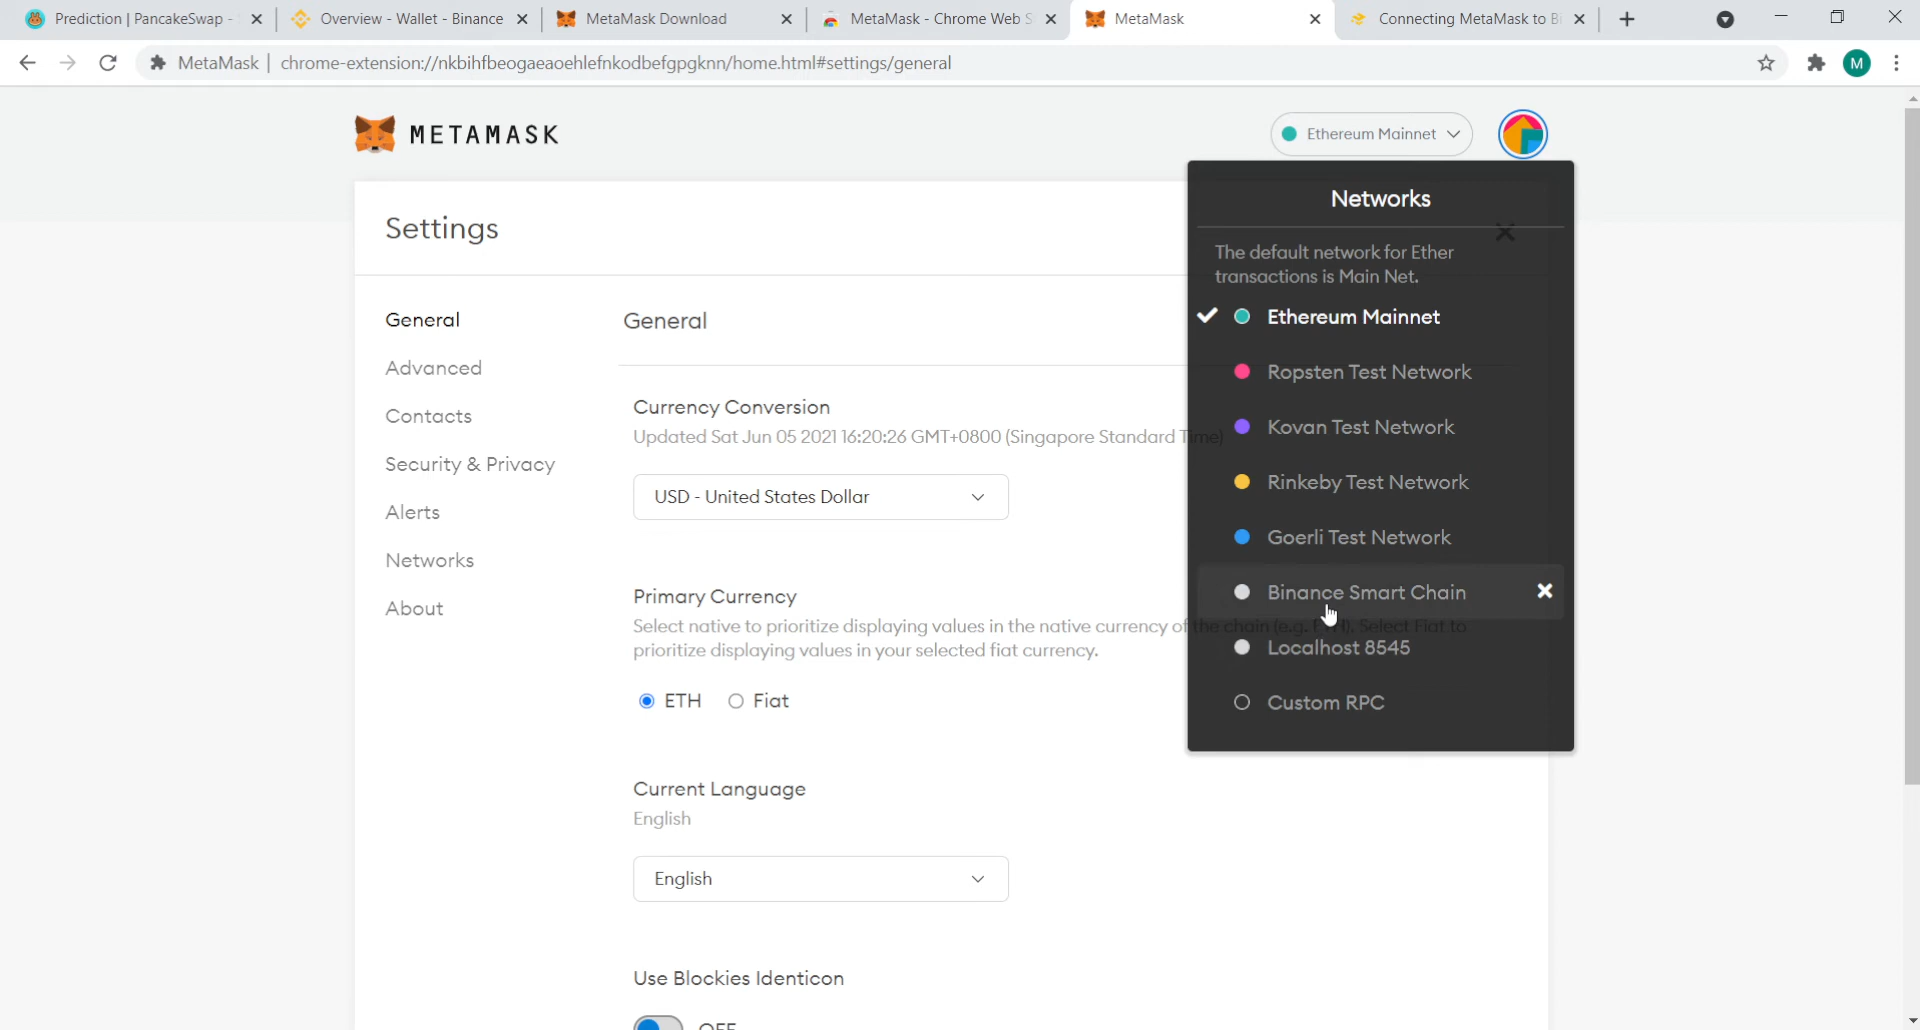 Prediction | PancakeSwap -
Overview - Wallet - Binance
MetaMask Download
MetaMask - Chrome Web S
MetaMask
Connecting MetaMask to Bi
MetaMask | chrome-extension://nkbihfbeogaeaoehlefnkodbefgpgknn/home.html#settings/general
M
METAMASK
Ethereum Mainnet
Settings
General
Advanced
Contacts
Security & Privacy
Alerts
Networks
About
General
Currency Conversion
Updated Sat Jun 05 2021 16:20:26 GMT+0800 (Singapore Standard Time)
USD - United States Dollar
Primary Currency
Select native to prioritize displaying values in the native currency of the chain (e.g. ETH). Select Fiat to
prioritize displaying values in your selected fiat currency.
ETH
Fiat
Current Language
English
English
Use Blockies Identicon
OFF
Networks
The default network for Ether
transactions is Main Net.
Ethereum Mainnet
Ropsten Test Network
Kovan Test Network
Rinkeby Test Network
Goerli Test Network
Binance Smart Chain
Localhost 8545
Custom RPC